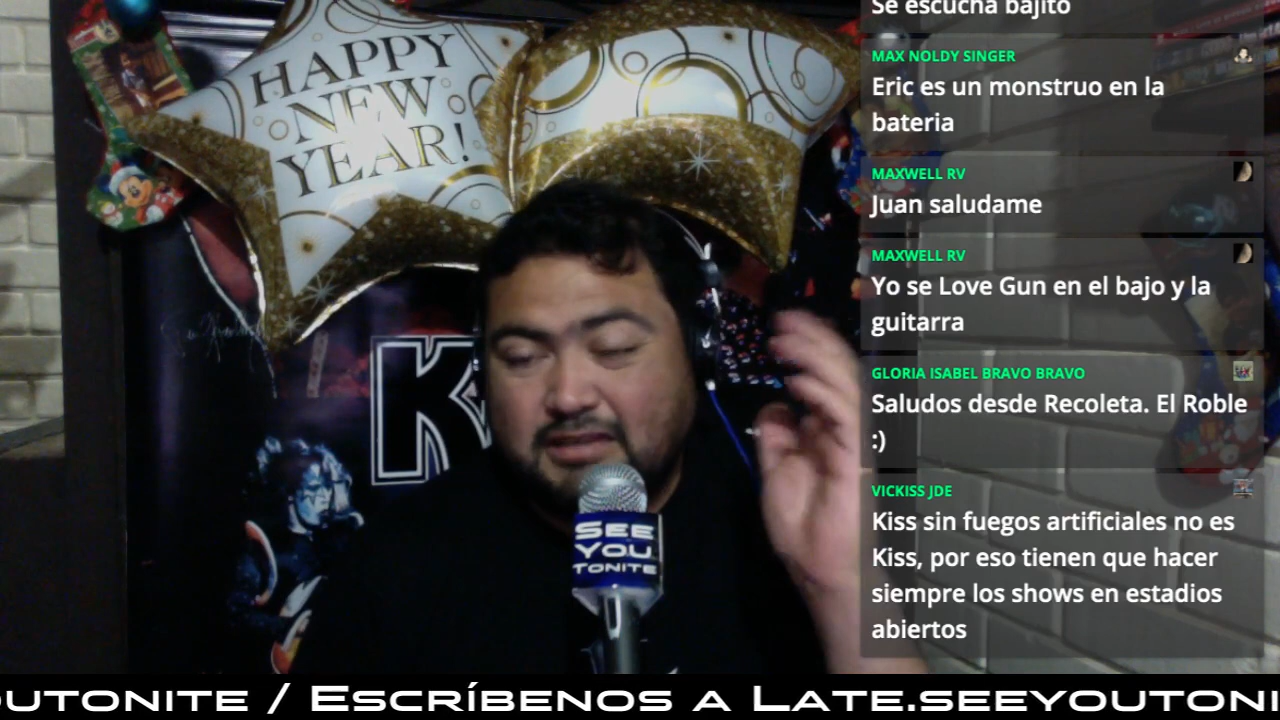 HAPPY
NEW
YEAR!
SEE
YOU
TONITE
Se escucha bajito
MAX NOLDY SINGER
Eric es un monstruo en la
bateria
MAXWELL RV
Juan saludame
MAXWELL RV
Yo se Love Gun en el bajo y la
guitarra
GLORIA ISABEL BRAVO BRAVO
Saludos desde Recoleta. El Roble
:)
VICKISS JDE
Kiss sin fuegos artificiales no es
Kiss, por eso tienen que hacer
siempre los shows en estadios
abiertos
OUTONITE / ESCRÍBENOS A LATE.SEEYOUTONI